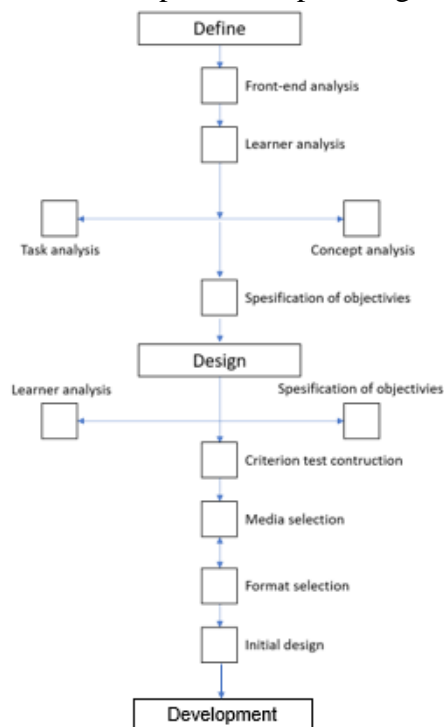 Define
Front-end analysis
Learner analysis
Task analysis
Concept analysis
Spesification of objectivies
Design
Learner analysis
Spesification of objectivies
Criterion test contruction
Media selection
Format selection
Initial design
Development